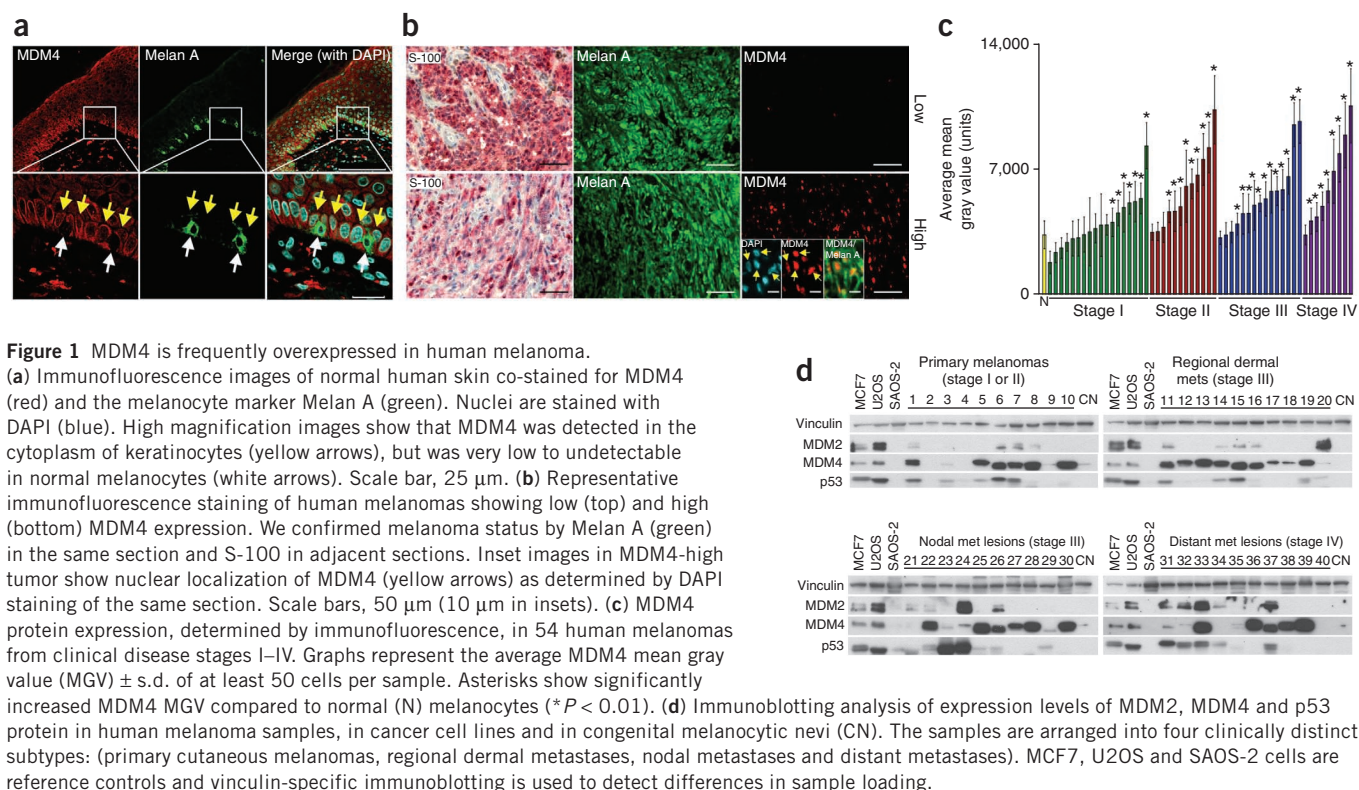 a
MDM4
Melan A
Merge (with DAPI)
b
S-100
Melan A
MDM4
Low
S-100
Melan A
MDM4
DAPI
MDM4
MDM4/
Melan A
High
c
14,000
7,000
0
Average mean
gray value (units)
* * * * * * * * * * * * * * * * * * * * * * * * * * * * * * * * * *
N
Stage I
Stage II
Stage III
Stage IV
Figure 1 MDM4 is frequently overexpressed in human melanoma.
(a) Immunofluorescence images of normal human skin co-stained for MDM4
(red) and the melanocyte marker Melan A (green). Nuclei are stained with
DAPI (blue). High magnification images show that MDM4 was detected in the
cytoplasm of keratinocytes (yellow arrows), but was very low to undetectable
in normal melanocytes (white arrows). Scale bar, 25 μm. (b) Representative
immunofluorescence staining of human melanomas showing low (top) and high
(bottom) MDM4 expression. We confirmed melanoma status by Melan A (green)
in the same section and S-100 in adjacent sections. Inset images in MDM4-high
tumor show nuclear localization of MDM4 (yellow arrows) as determined by DAPI
staining of the same section. Scale bars, 50 μm (10 μm in insets). (c) MDM4
protein expression, determined by immunofluorescence, in 54 human melanomas
from clinical disease stages I–IV. Graphs represent the average MDM4 mean gray
value (MGV) ± s.d. of at least 50 cells per sample. Asterisks show significantly
increased MDM4 MGV compared to normal (N) melanocytes (*P < 0.01). (d) Immunoblotting analysis of expression levels of MDM2, MDM4 and p53
protein in human melanoma samples, in cancer cell lines and in congenital melanocytic nevi (CN). The samples are arranged into four clinically distinct
subtypes: (primary cutaneous melanomas, regional dermal metastases, nodal metastases and distant metastases). MCF7, U2OS and SAOS-2 cells are
reference controls and vinculin-specific immunoblotting is used to detect differences in sample loading.
d
Primary melanomas
(stage I or II)
MCF7 U2OS SAOS-2 1 2 3 4 5 6 7 8 9 10 CN
Vinculin
MDM2
MDM4
p53
Regional dermal
mets (stage III)
MCF7 U2OS SAOS-2 11 12 13 14 15 16 17 18 19 20 CN
Nodal met lesions (stage III)
MCF7 U2OS SAOS-2 21 22 23 24 25 26 27 28 29 30 CN
Vinculin
MDM2
MDM4
p53
Distant met lesions (stage IV)
MCF7 U2OS SAOS-2 31 32 33 34 35 36 37 38 39 40 CN